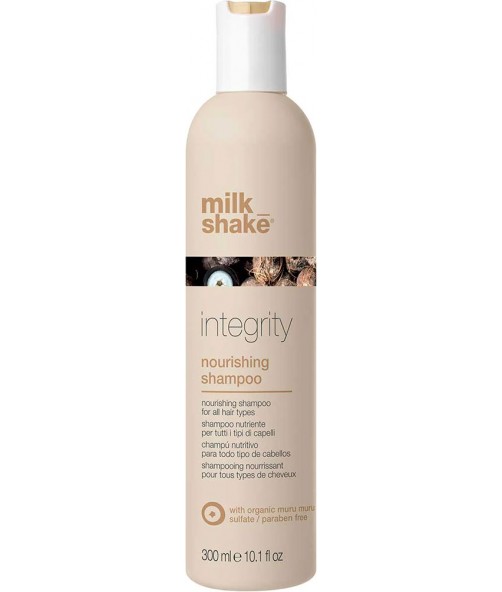 milk_
shake®
integrity
nourishing
shampoo
nourishing shampoo
for all hair types
shampoo nutriente
per tutti i tipi di capelli
champú nutritivo
para todo tipo de cabellos
shampooing nourrissant
pour tous types de cheveux
with organic muru muru
sulfate / paraben free
300 ml e 10.1 fl oz